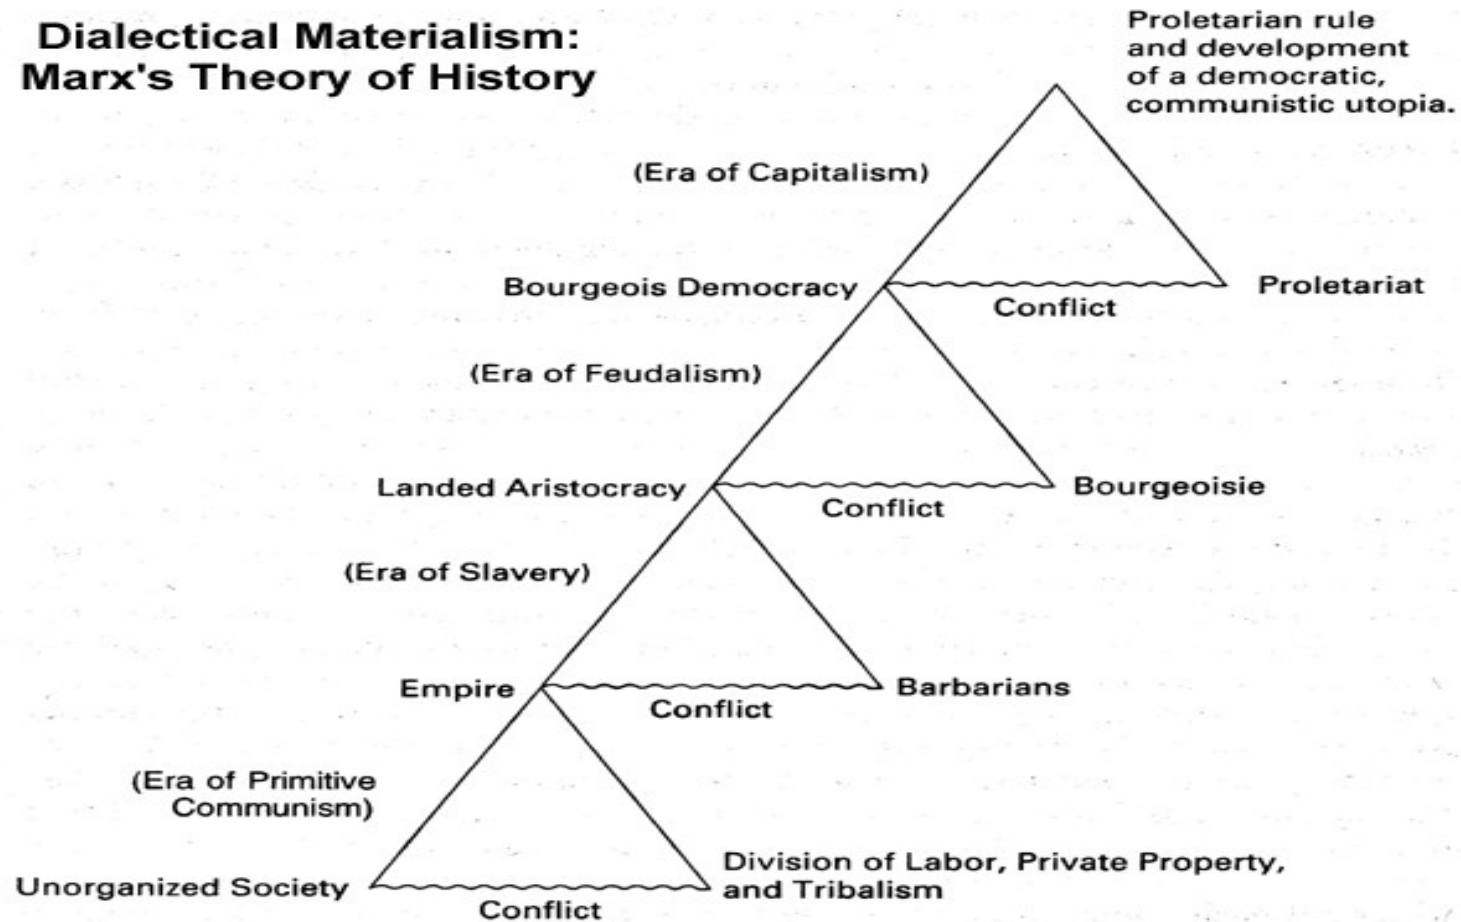 Dialectical Materialism:
Marx's Theory of History
Proletarian rule
and development
of a democratic,
communistic utopia.
(Era of Capitalism)
Bourgeois Democracy
Conflict
Proletariat
(Era of Feudalism)
Landed Aristocracy
Conflict
Bourgeoisie
(Era of Slavery)
Empire
Conflict
Barbarians
(Era of Primitive
Communism)
Unorganized Society
Conflict
Division of Labor, Private Property,
and Tribalism